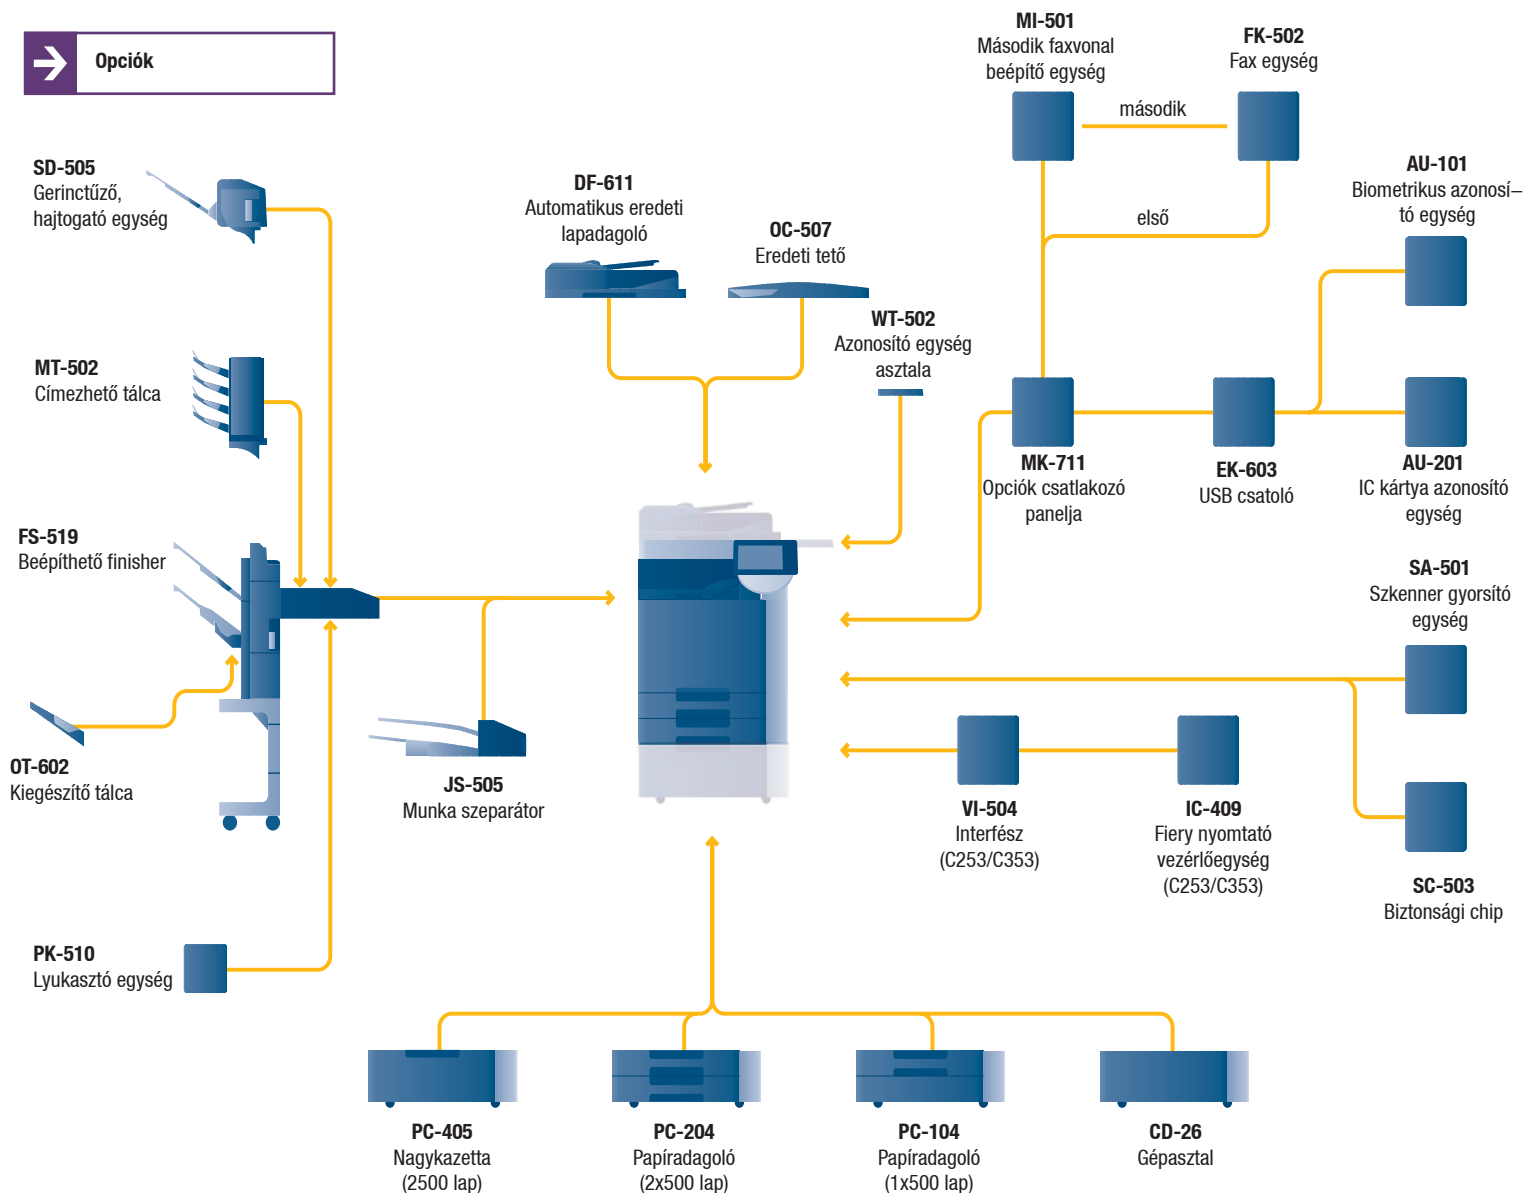 Opciók
MI-501
Második faxvonal
beépítő egység
FK-502
Fax egység
második
első
SD-505
Gerinctűző,
hajtogató egység
DF-611
Automatikus eredeti
lapadagoló
OC-507
Eredeti tető
AU-101
Biometrikus azonosí–
tó egység
WT-502
Azonosító egység
asztala
MT-502
Címezhető tálca
MK-711
Opciók csatlakozó
panelja
EK-603
USB csatoló
AU-201
IC kártya azonosító
egység
FS-519
Beépíthető finisher
SA-501
Szkenner gyorsító
egység
OT-602
Kiegészítő tálca
JS-505
Munka szeparátor
VI-504
Interfész
(C253/C353)
IC-409
Fiery nyomtató
vezérlőegység
(C253/C353)
SC-503
Biztonsági chip
PK-510
Lyukasztó egység
PC-405
Nagykazetta
(2500 lap)
PC-204
Papíradagoló
(2x500 lap)
PC-104
Papíradagoló
(1x500 lap)
CD-26
Gépasztal